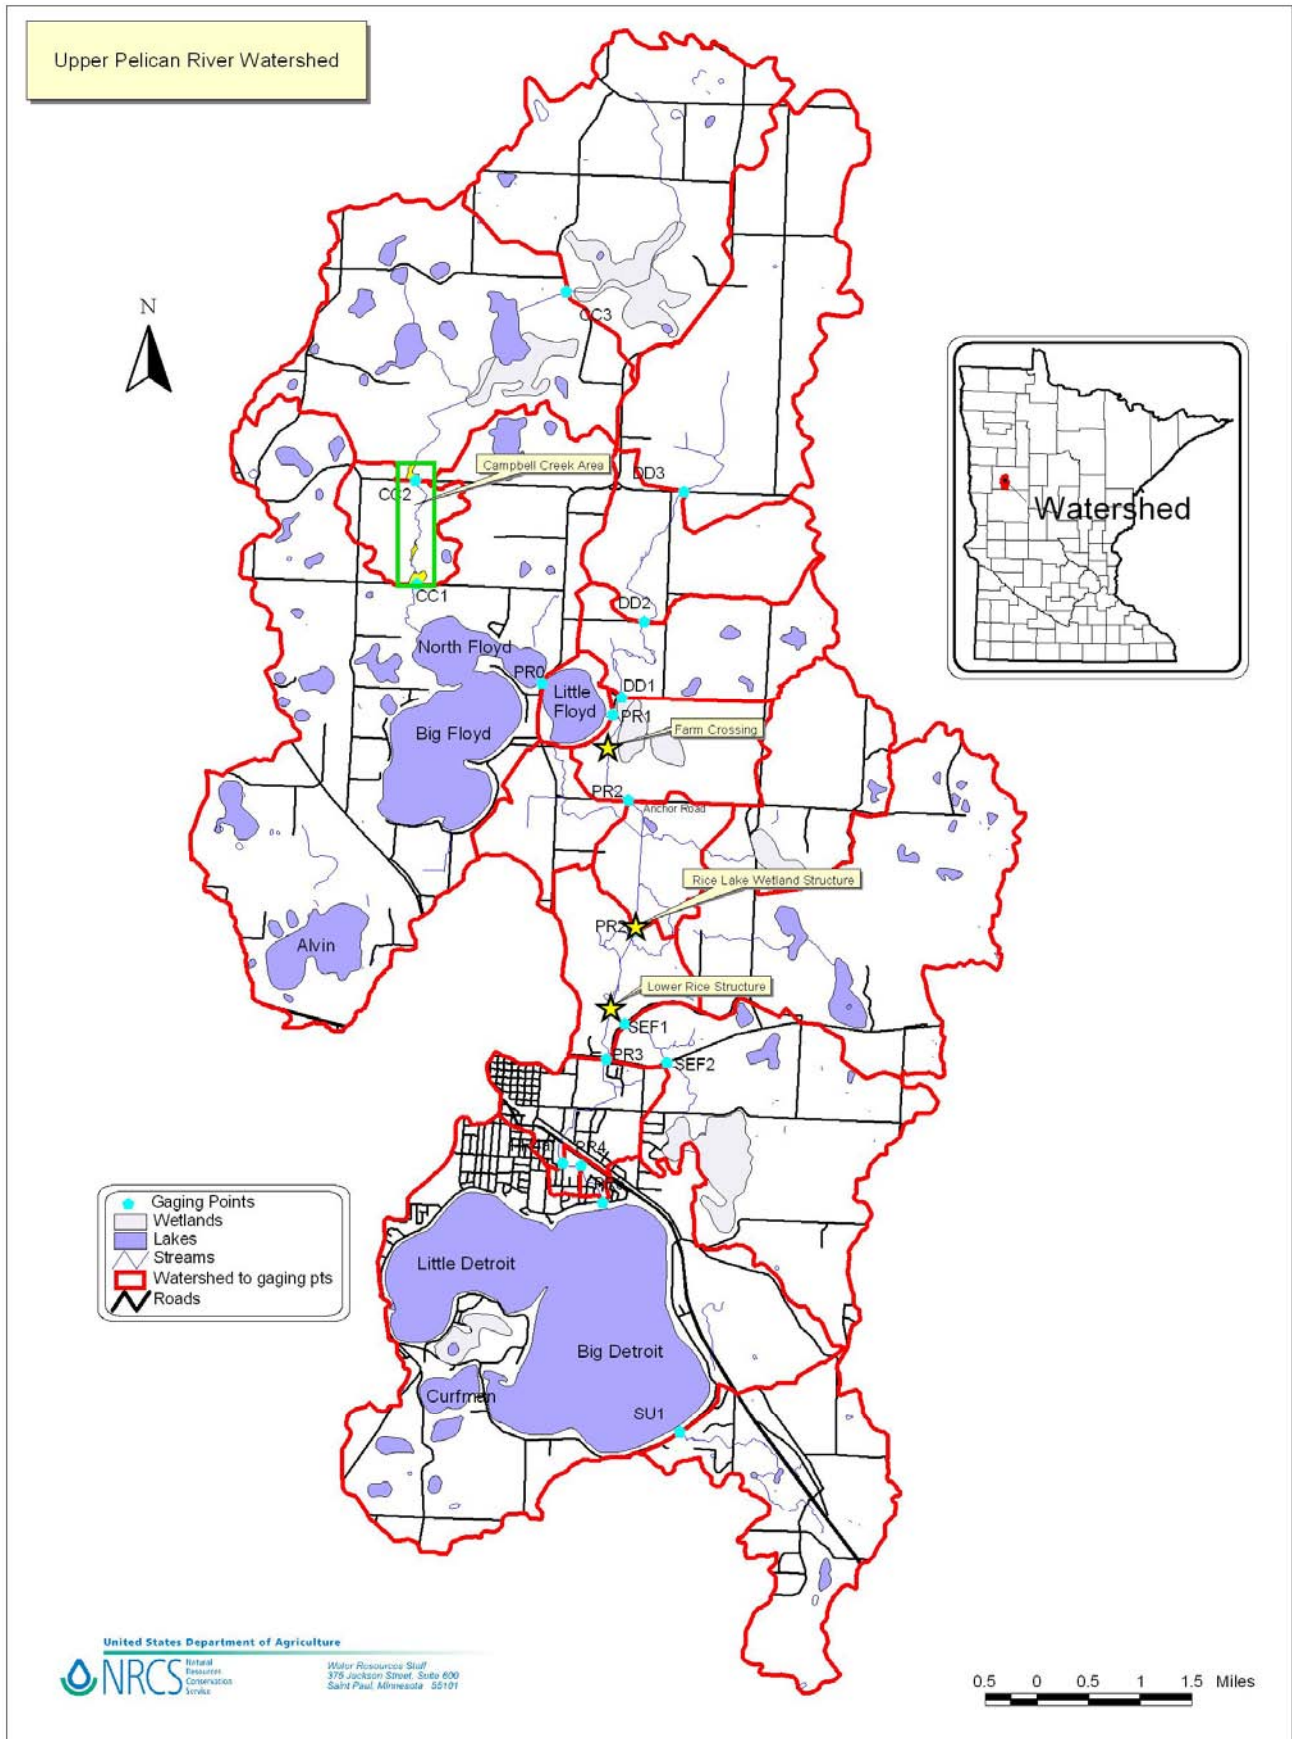 Upper Pelican River Watershed
N
CC3
Campbell Creek Area
DD3
CC2
Watershed
CC1
DD2
North Floyd
PR0
Little
Floyd
DD1
PR1
Big Floyd
Farm Crossing
PR2
Anchor Road
Rice Lake Wetland Structure
PR2
Alvin
Lower Rice Structure
SEF1
PR3
SEF2
PR4
Gaging Points
Wetlands
Lakes
Streams
Watershed to gaging pts
Roads
Little Detroit
Big Detroit
Curfman
SU1
United States Department of Agriculture
NRCS
Natural
Resources
Conservation
Service
Water Resources Staff
375 Jackson Street, Suite 600
Saint Paul, Minnesota 55101
0.5 0 0.5 1 1.5 Miles